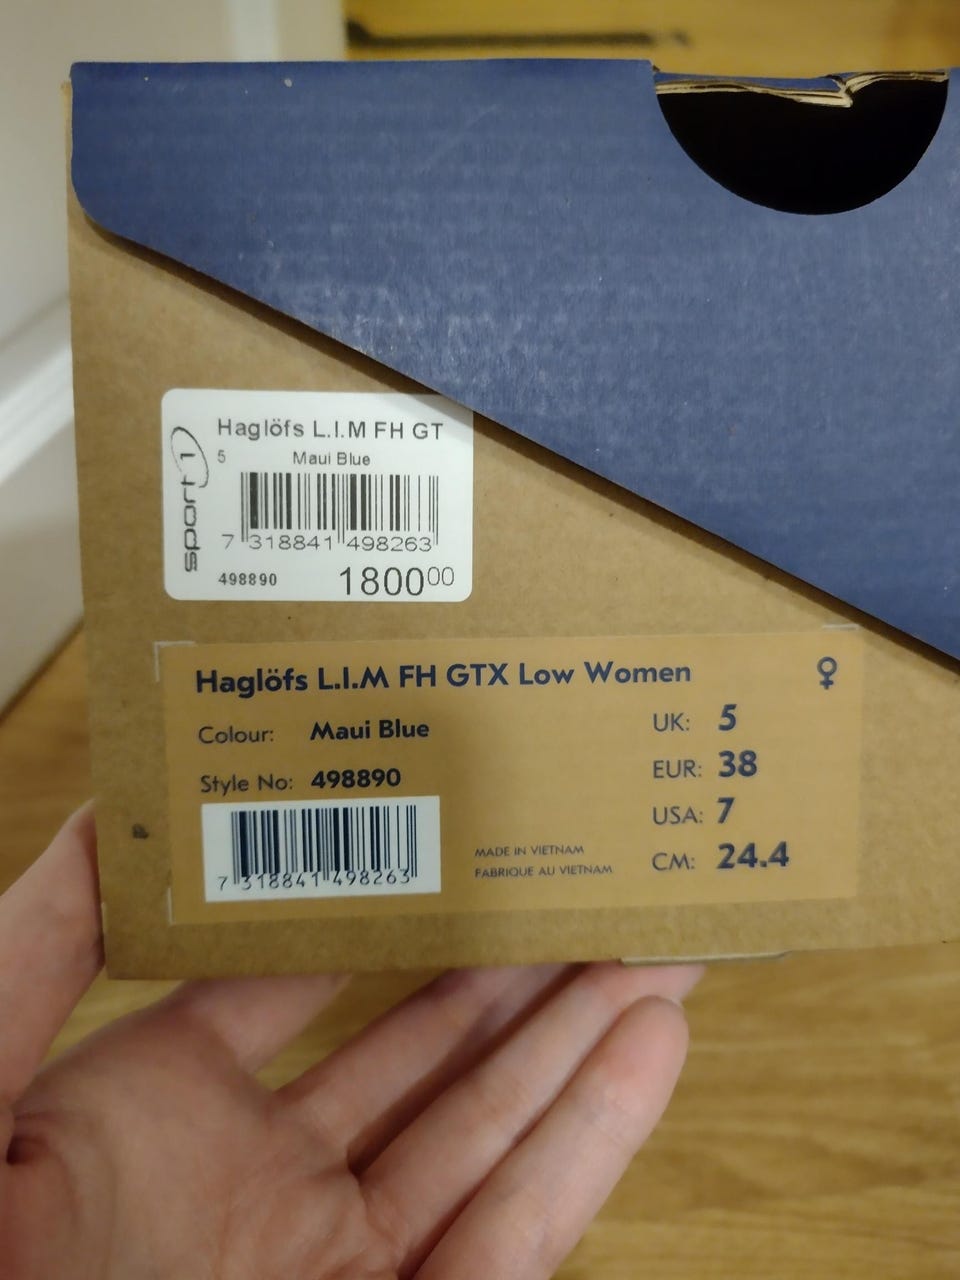 Haglöfs L.I.M FH GT
5 Maui Blue
sport 1
7 318841 498263
498890 1800⁰⁰
Haglöfs L.I.M FH GTX Low Women ♀
Colour: Maui Blue
Style No: 498890
7 318841 498263
MADE IN VIETNAM
FABRIQUE AU VIETNAM
UK: 5
EUR: 38
USA: 7
CM: 24.4